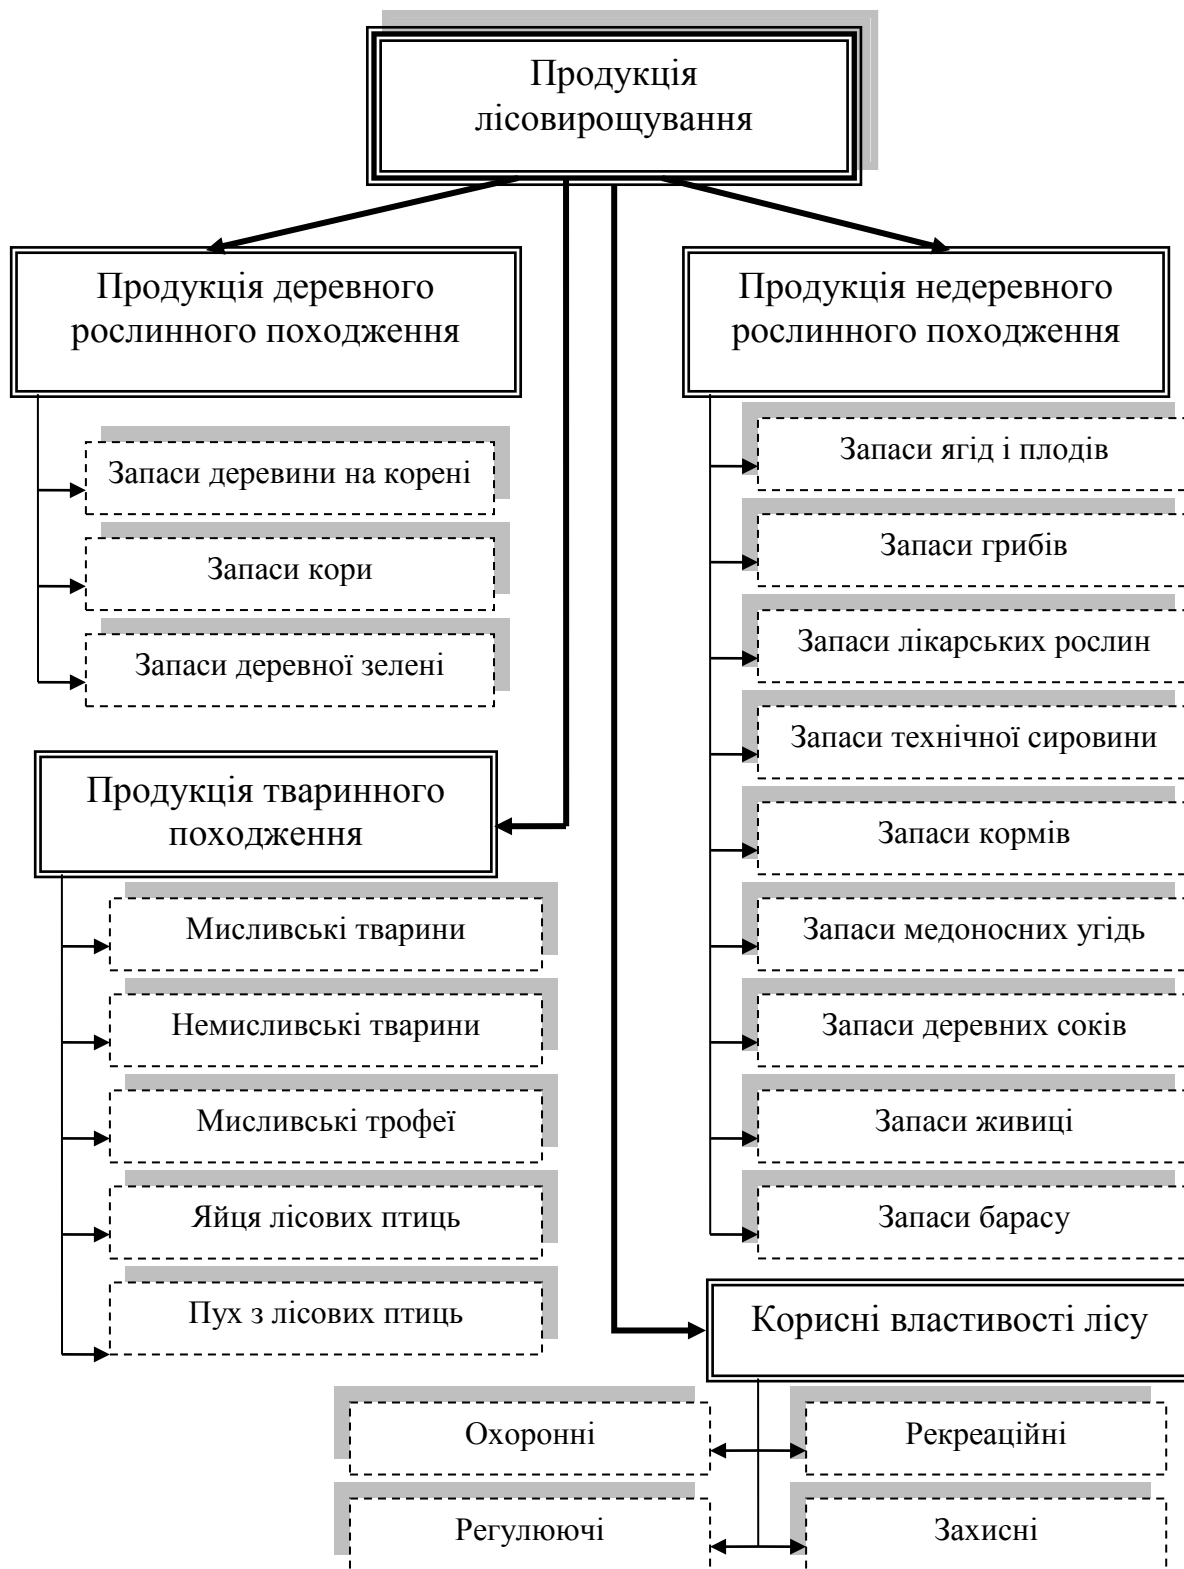 Продукція
лісовирощування
Продукція деревного
рослинного походження
Запаси деревини на корені
Запаси кори
Запаси деревної зелені
Продукція тваринного
походження
Мисливські тварини
Немисливські тварини
Мисливські трофеї
Яйця лісових птиць
Пух з лісових птиць
Продукція недеревного
рослинного походження
Запаси ягід і плодів
Запаси грибів
Запаси лікарських рослин
Запаси технічної сировини
Запаси кормів
Запаси медоносних угідь
Запаси деревних соків
Запаси живиці
Запаси барасу
Корисні властивості лісу
Охоронні
Рекреаційні
Регулюючі
Захисні